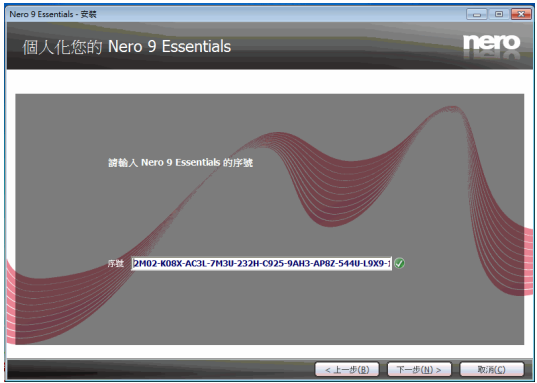 Nero 9 Essentials - 安裝
個人化您的 Nero 9 Essentials
nero
請輸入 Nero 9 Essentials 的序號
序號 2M02-K08X-AC3L-7M3U-232H-C925-9AH3-AP8Z-544U-L9X9-1
< 上一步(B)
下一步(N) >
取消(C)